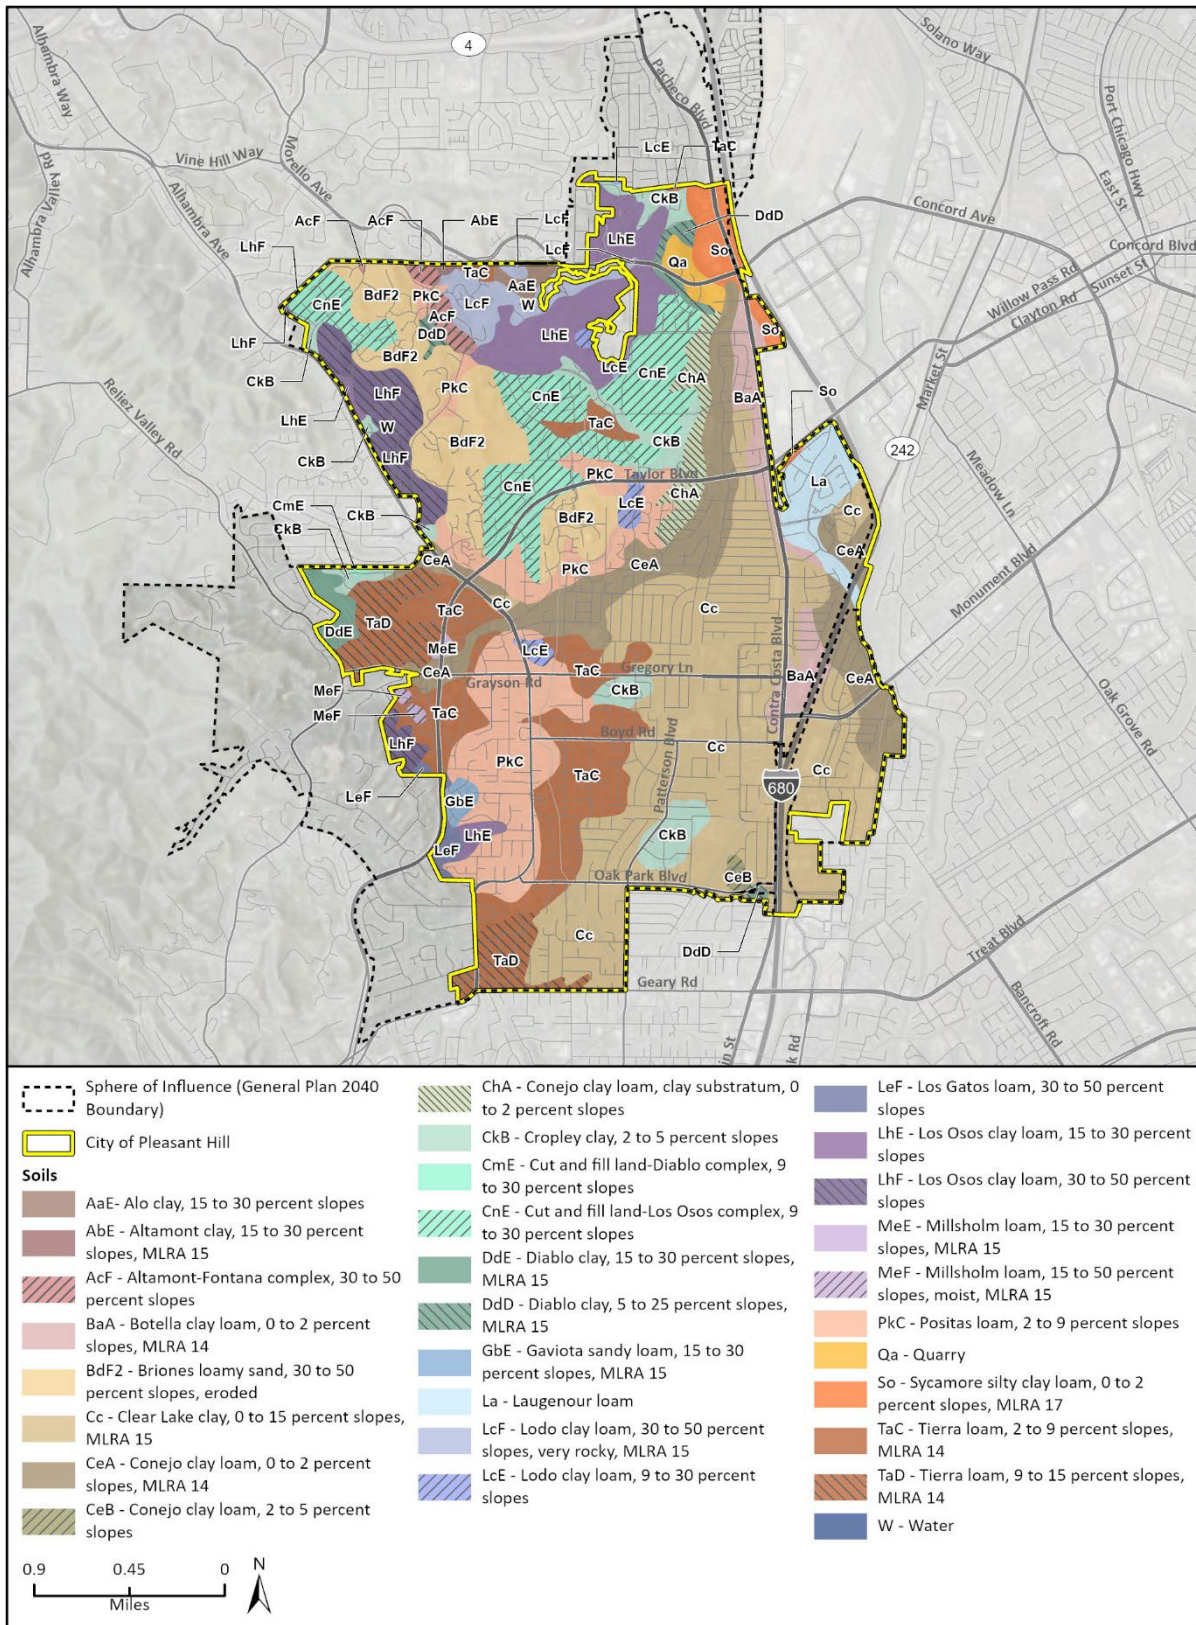 4
Solano Way
Alhambra Way
Pacheco Blvd
Port Chicago Hwy
Morello Ave
Vine Hill Way
LcE
TaC
East St
Alhambra Valley Rd
Alhambra Ave
CkB
DdD
Concord Ave
AcF
AcF
AbE
LcF
Concord Blvd
LhF
LcE
LhE
Qa
So
Willow Pass Rd
Sunset St
Clayton Rd
TaC
AaE
CnE
BdF2
PkC
LcF
W
AcF
DdD
LhE
So
LhF
BdF2
LcE
CnE
ChA
Market St
CkB
LhF
PkC
CnE
BaA
So
Reliez Valley Rd
LhE
W
TaC
CkB
BdF2
242
CkB
LhF
PkC
Taylor Blvd
La
Meadow Ln
CnE
LcE
ChA
Cc
CmE
CkB
BdF2
CkB
CeA
CeA
PkC
CeA
Monument Blvd
TaC
Cc
Cc
TaD
DdE
MeE
LcE
Contra Costa Blvd
CeA
TaC
Gregory Ln
BaA
CeA
Grayson Rd
MeF
CkB
Oak Grove Rd
MeF
TaC
LhF
Boyd Rd
Cc
PkC
TaC
Patterson Blvd
Cc
LeF
GbE
680
LhE
CkB
LeF
Oak Park Blvd
CeB
Cc
DdD
Treat Blvd
TaD
Geary Rd
Bancroft Rd
in St
k Rd
Sphere of Influence (General Plan 2040
Boundary)
City of Pleasant Hill
Soils
AaE- Alo clay, 15 to 30 percent slopes
AbE - Altamont clay, 15 to 30 percent
slopes, MLRA 15
AcF - Altamont-Fontana complex, 30 to 50
percent slopes
BaA - Botella clay loam, 0 to 2 percent
slopes, MLRA 14
BdF2 - Briones loamy sand, 30 to 50
percent slopes, eroded
Cc - Clear Lake clay, 0 to 15 percent slopes,
MLRA 15
CeA - Conejo clay loam, 0 to 2 percent
slopes, MLRA 14
CeB - Conejo clay loam, 2 to 5 percent
slopes
ChA - Conejo clay loam, clay substratum, 0
to 2 percent slopes
CkB - Cropley clay, 2 to 5 percent slopes
CmE - Cut and fill land-Diablo complex, 9
to 30 percent slopes
CnE - Cut and fill land-Los Osos complex, 9
to 30 percent slopes
DdE - Diablo clay, 15 to 30 percent slopes,
MLRA 15
DdD - Diablo clay, 5 to 25 percent slopes,
MLRA 15
GbE - Gaviota sandy loam, 15 to 30
percent slopes, MLRA 15
La - Laugenour loam
LcF - Lodo clay loam, 30 to 50 percent
slopes, very rocky, MLRA 15
LcE - Lodo clay loam, 9 to 30 percent
slopes
LeF - Los Gatos loam, 30 to 50 percent
slopes
LhE - Los Osos clay loam, 15 to 30 percent
slopes
LhF - Los Osos clay loam, 30 to 50 percent
slopes
MeE - Millsholm loam, 15 to 30 percent
slopes, MLRA 15
MeF - Millsholm loam, 15 to 50 percent
slopes, moist, MLRA 15
PkC - Positas loam, 2 to 9 percent slopes
Qa - Quarry
So - Sycamore silty clay loam, 0 to 2
percent slopes, MLRA 17
TaC - Tierra loam, 2 to 9 percent slopes,
MLRA 14
TaD - Tierra loam, 9 to 15 percent slopes,
MLRA 14
W - Water
0.9 0.45 0
Miles
N